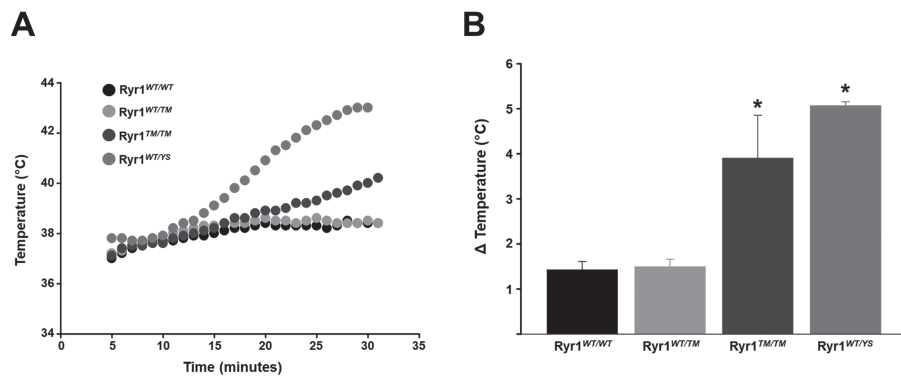 A
44
42
40
38
36
34
0
5
10
15
20
25
30
35
Temperature (°C)
Time (minutes)
Ryr1WT/WT
Ryr1WT/TM
Ryr1TM/TM
Ryr1WT/YS
B
6
5
4
3
2
1
Δ Temperature (°C)
*
*
Ryr1WT/WT
Ryr1WT/TM
Ryr1TM/TM
Ryr1WT/YS